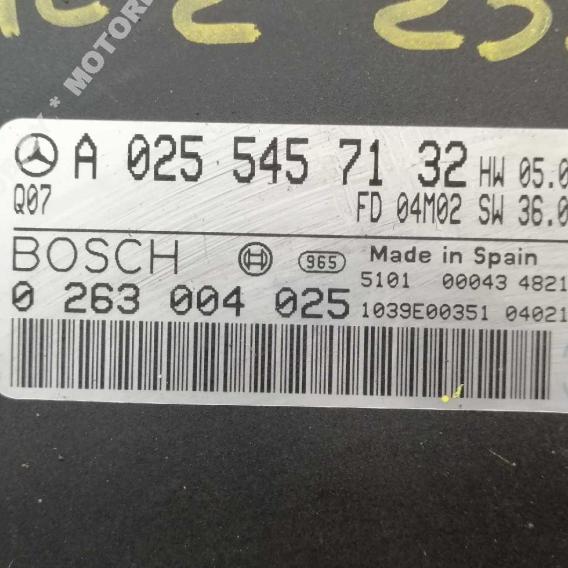 * MOTORE
A 025 545 71 32 HW 05.0
Q07 FD 04M02 SW 36.0
BOSCH 965 Made in Spain
5101 00043 4821
0 263 004 025 1039E00351 04021